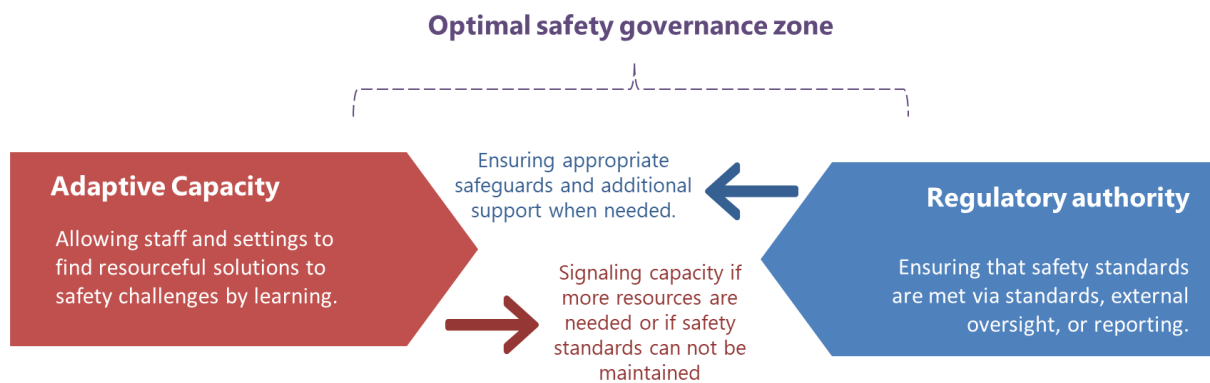 Optimal safety governance zone
Adaptive Capacity
Allowing staff and settings to
find resourceful solutions to
safety challenges by learning.
Ensuring appropriate
safeguards and additional
support when needed.
Signaling capacity if
more resources are
needed or if safety
standards can not be
maintained
Regulatory authority
Ensuring that safety standards
are met via standards, external
oversight, or reporting.